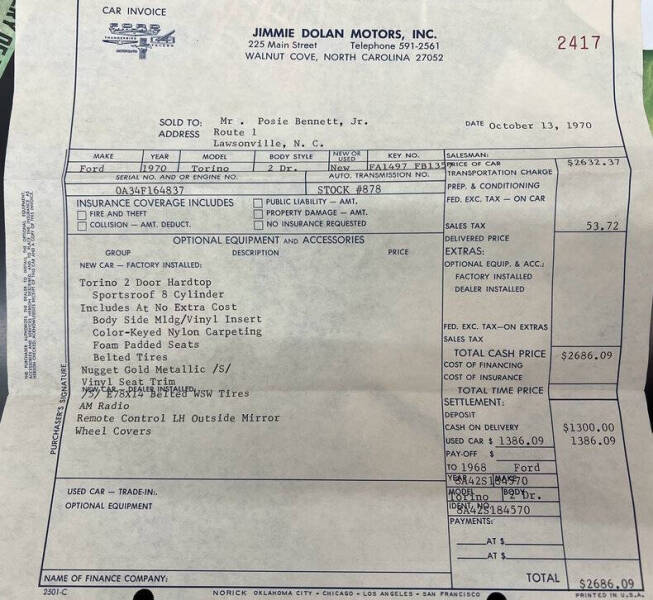 CAR INVOICE
FORD
THUNDERBIRD
FALCON
JIMMIE DOLAN MOTORS, INC.
225 Main Street Telephone 591-2561
WALNUT COVE, NORTH CAROLINA 27052
2417
SOLD TO: Mr . Posie Bennett, Jr.
ADDRESS Route 1
Lawsonville, N. C.
DATE October 13, 1970
MAKE YEAR MODEL BODY STYLE NEW OR USED KEY NO. SALESMAN:
Ford 1970 Torino 2 Dr. New FA1497 FB135
SERIAL NO. AND/OR ENGINE NO. AUTO. TRANSMISSION NO.
0A34F164837 STOCK #878
PRICE OF CAR $2632.37
TRANSPORTATION CHARGE
PREP. & CONDITIONING
FED. EXC. TAX — ON CAR
SALES TAX 53.72
DELIVERED PRICE
EXTRAS:
OPTIONAL EQUIP. & ACC.:
FACTORY INSTALLED
DEALER INSTALLED
FED. EXC. TAX—ON EXTRAS
SALES TAX
TOTAL CASH PRICE $2686.09
COST OF FINANCING
COST OF INSURANCE
TOTAL TIME PRICE
SETTLEMENT:
DEPOSIT
CASH ON DELIVERY $1300.00
USED CAR $ 1386.09 1386.09
PAY-OFF $
TO 1968 Ford
YEAR MAKE
8A42S184570
MODEL BODY
Torino 2 Dr.
IDENT. NO.
8A42S184570
PAYMENTS:
AT $
AT $
TOTAL $2686.09
INSURANCE COVERAGE INCLUDES
FIRE AND THEFT
COLLISION — AMT. DEDUCT.
PUBLIC LIABILITY — AMT.
PROPERTY DAMAGE — AMT.
NO INSURANCE REQUESTED
OPTIONAL EQUIPMENT AND ACCESSORIES
GROUP DESCRIPTION PRICE
NEW CAR — FACTORY INSTALLED:
Torino 2 Door Hardtop
Sportsroof 8 Cylinder
Includes At No Extra Cost
Body Side Mldg/Vinyl Insert
Color-Keyed Nylon Carpeting
Foam Padded Seats
Belted Tires
Nugget Gold Metallic /S/
Vinyl Seat Trim
NEW CAR — DEALER INSTALLED:
/5/ E78X14 Belted WSW Tires
AM Radio
Remote Control LH Outside Mirror
Wheel Covers
USED CAR — TRADE-IN:
OPTIONAL EQUIPMENT
NAME OF FINANCE COMPANY:
PURCHASER'S SIGNATURE
2501-C
NORICK OKLAHOMA CITY - CHICAGO - LOS ANGELES - SAN FRANCISCO
PRINTED IN U.S.A.